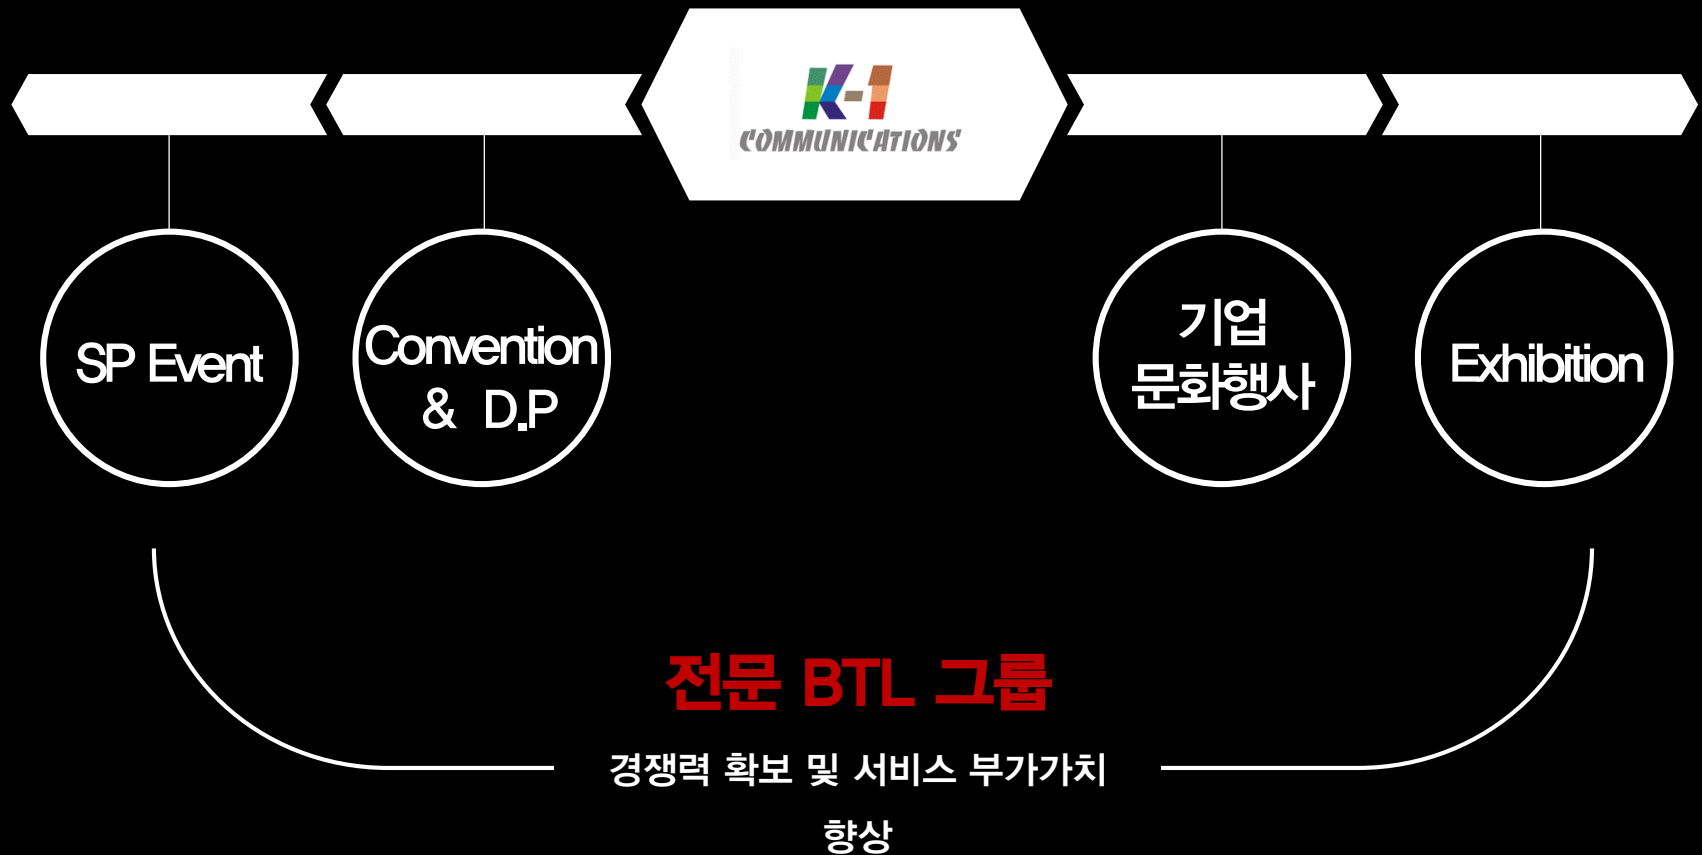 K-1
COMMUNICATIONS
SP Event
Convention
& D.P
기업
문화행사
Exhibition
전문 BTL 그룹
경쟁력 확보 및 서비스 부가가치
향상